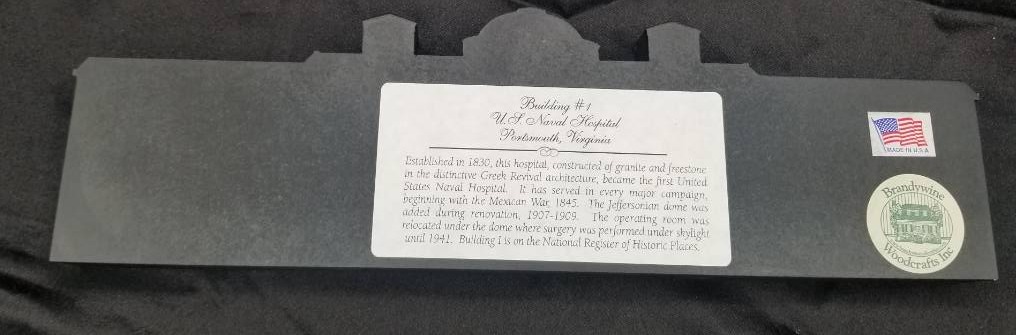 Building #1
U.S. Naval Hospital
Portsmouth, Virginia
Established in 1830, this hospital, constructed of granite and freestone
in the distinctive Greek Revival architecture, became the first United
States Naval Hospital. It has served in every major campaign,
beginning with the Mexican War, 1845. The Jeffersonian dome was
added during renovation, 1907-1909. The operating room was
relocated under the dome where surgery was performed under skylight
until 1941. Building I is on the National Register of Historic Places.
MADE IN U.S.A
Brandywine
Woodcrafts Inc